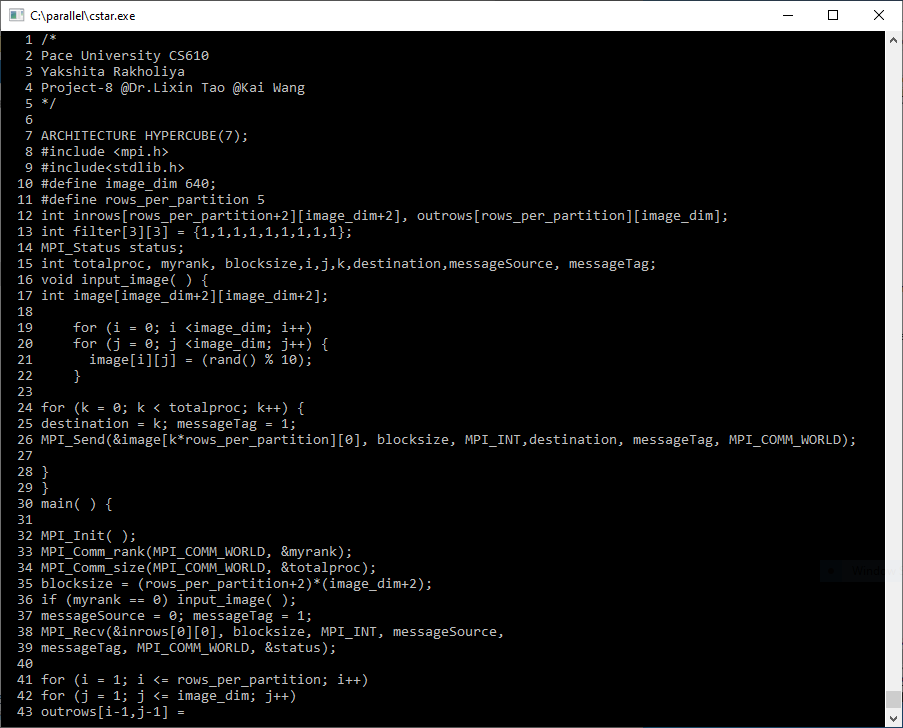 C:\parallel\cstar.exe
1 /*
2 Pace University CS610
3 Yakshita Rakholiya
4 Project-8 @Dr.Lixin Tao @Kai Wang
5 */
6
7 ARCHITECTURE HYPERCUBE(7);
8 #include <mpi.h>
9 #include<stdlib.h>
10 #define image_dim 640;
11 #define rows_per_partition 5
12 int inrows[rows_per_partition+2][image_dim+2], outrows[rows_per_partition][image_dim];
13 int filter[3][3] = {1,1,1,1,1,1,1,1,1};
14 MPI_Status status;
15 int totalproc, myrank, blocksize,i,j,k,destination,messageSource, messageTag;
16 void input_image( ) {
17 int image[image_dim+2][image_dim+2];
18
19     for (i = 0; i <image_dim; i++)
20     for (j = 0; j <image_dim; j++) {
21       image[i][j] = (rand() % 10);
22     }
23
24 for (k = 0; k < totalproc; k++) {
25 destination = k; messageTag = 1;
26 MPI_Send(&image[k*rows_per_partition][0], blocksize, MPI_INT,destination, messageTag, MPI_COMM_WORLD);
27
28 }
29 }
30 main( ) {
31
32 MPI_Init( );
33 MPI_Comm_rank(MPI_COMM_WORLD, &myrank);
34 MPI_Comm_size(MPI_COMM_WORLD, &totalproc);
35 blocksize = (rows_per_partition+2)*(image_dim+2);
36 if (myrank == 0) input_image( );
37 messageSource = 0; messageTag = 1;
38 MPI_Recv(&inrows[0][0], blocksize, MPI_INT, messageSource,
39 messageTag, MPI_COMM_WORLD, &status);
40
41 for (i = 1; i <= rows_per_partition; i++)
42 for (j = 1; j <= image_dim; j++)
43 outrows[i-1,j-1] =